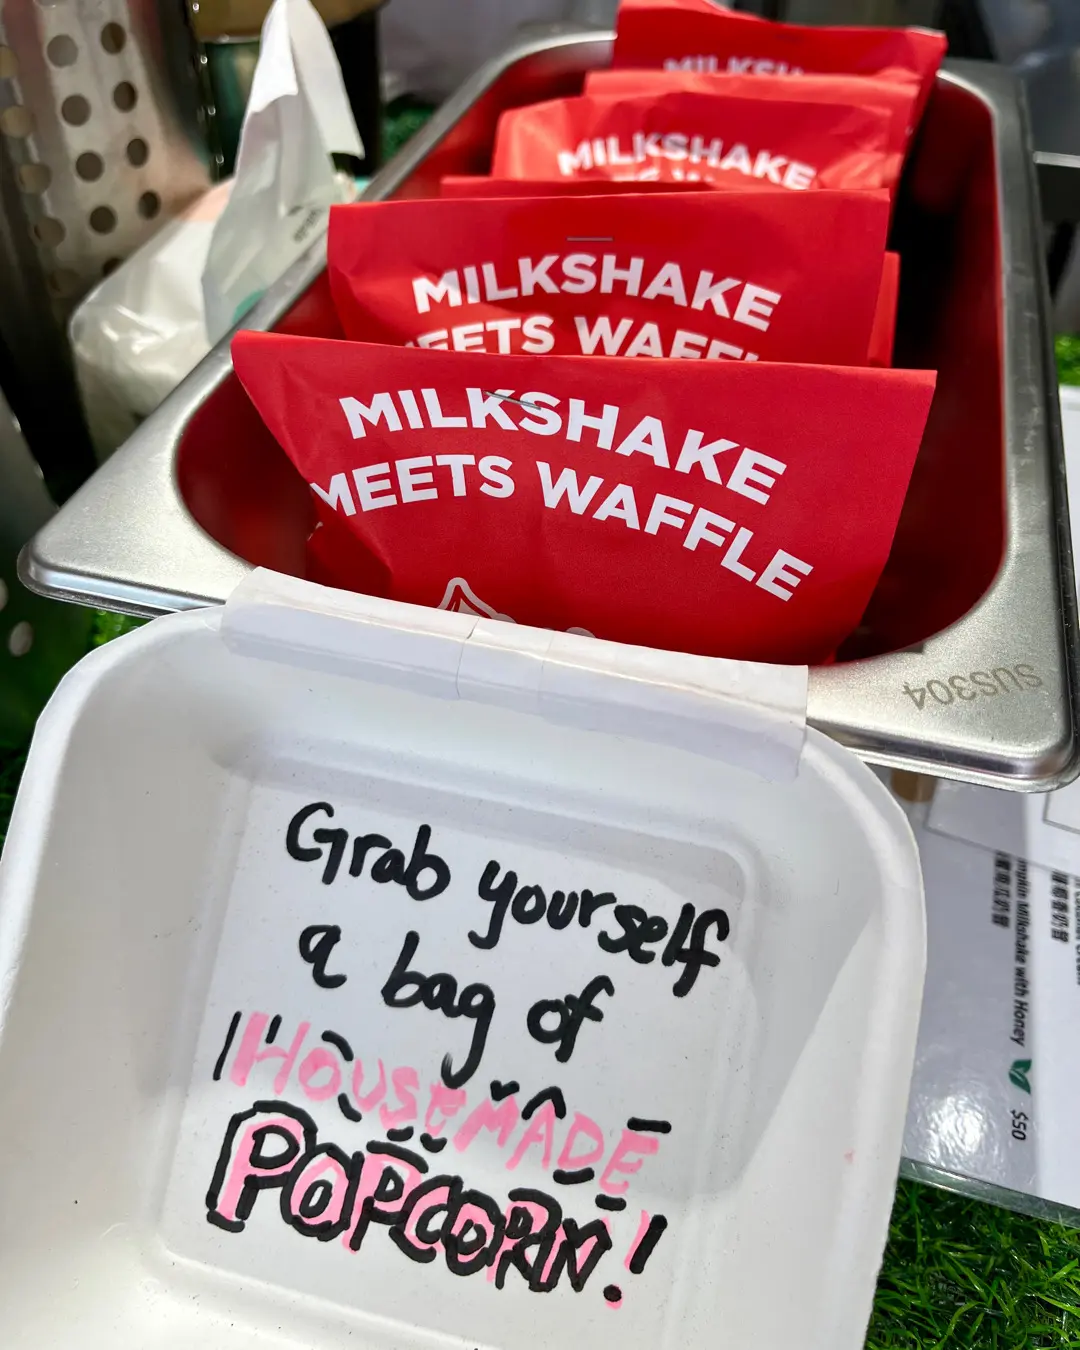 MILKSHAKE
MILKSHAKE
MEETS WAFFLE
MILKSHAKE
MEETS WAFFLE
SUS304
Grab yourself
a bag of
HOUSEMADE
POPCORN!
Milkshake with Honey
$50